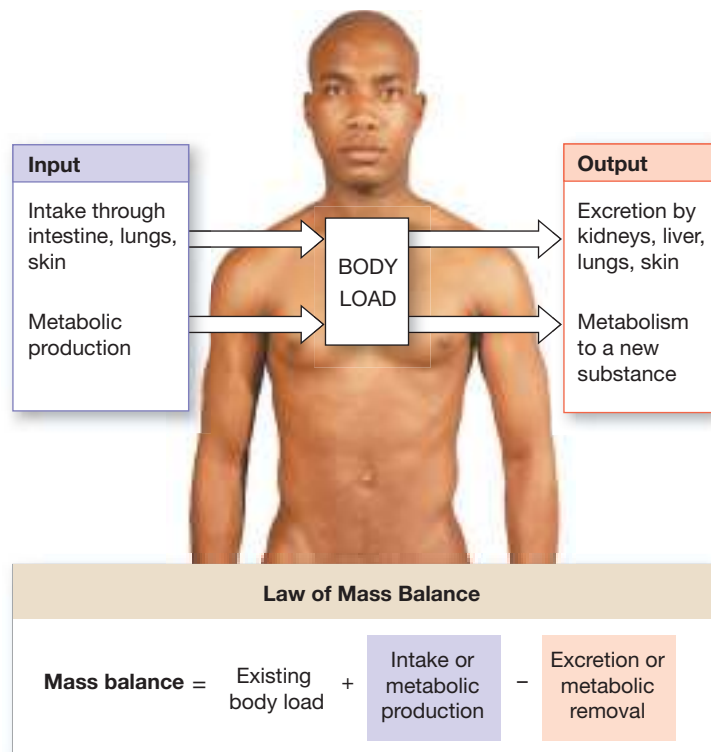 Input
Intake through
intestine, lungs,
skin
Metabolic
production
BODY
LOAD
Output
Excretion by
kidneys, liver,
lungs, skin
Metabolism
to a new
substance
Law of Mass Balance
Mass balance = Existing body load + Intake or metabolic production − Excretion or metabolic removal